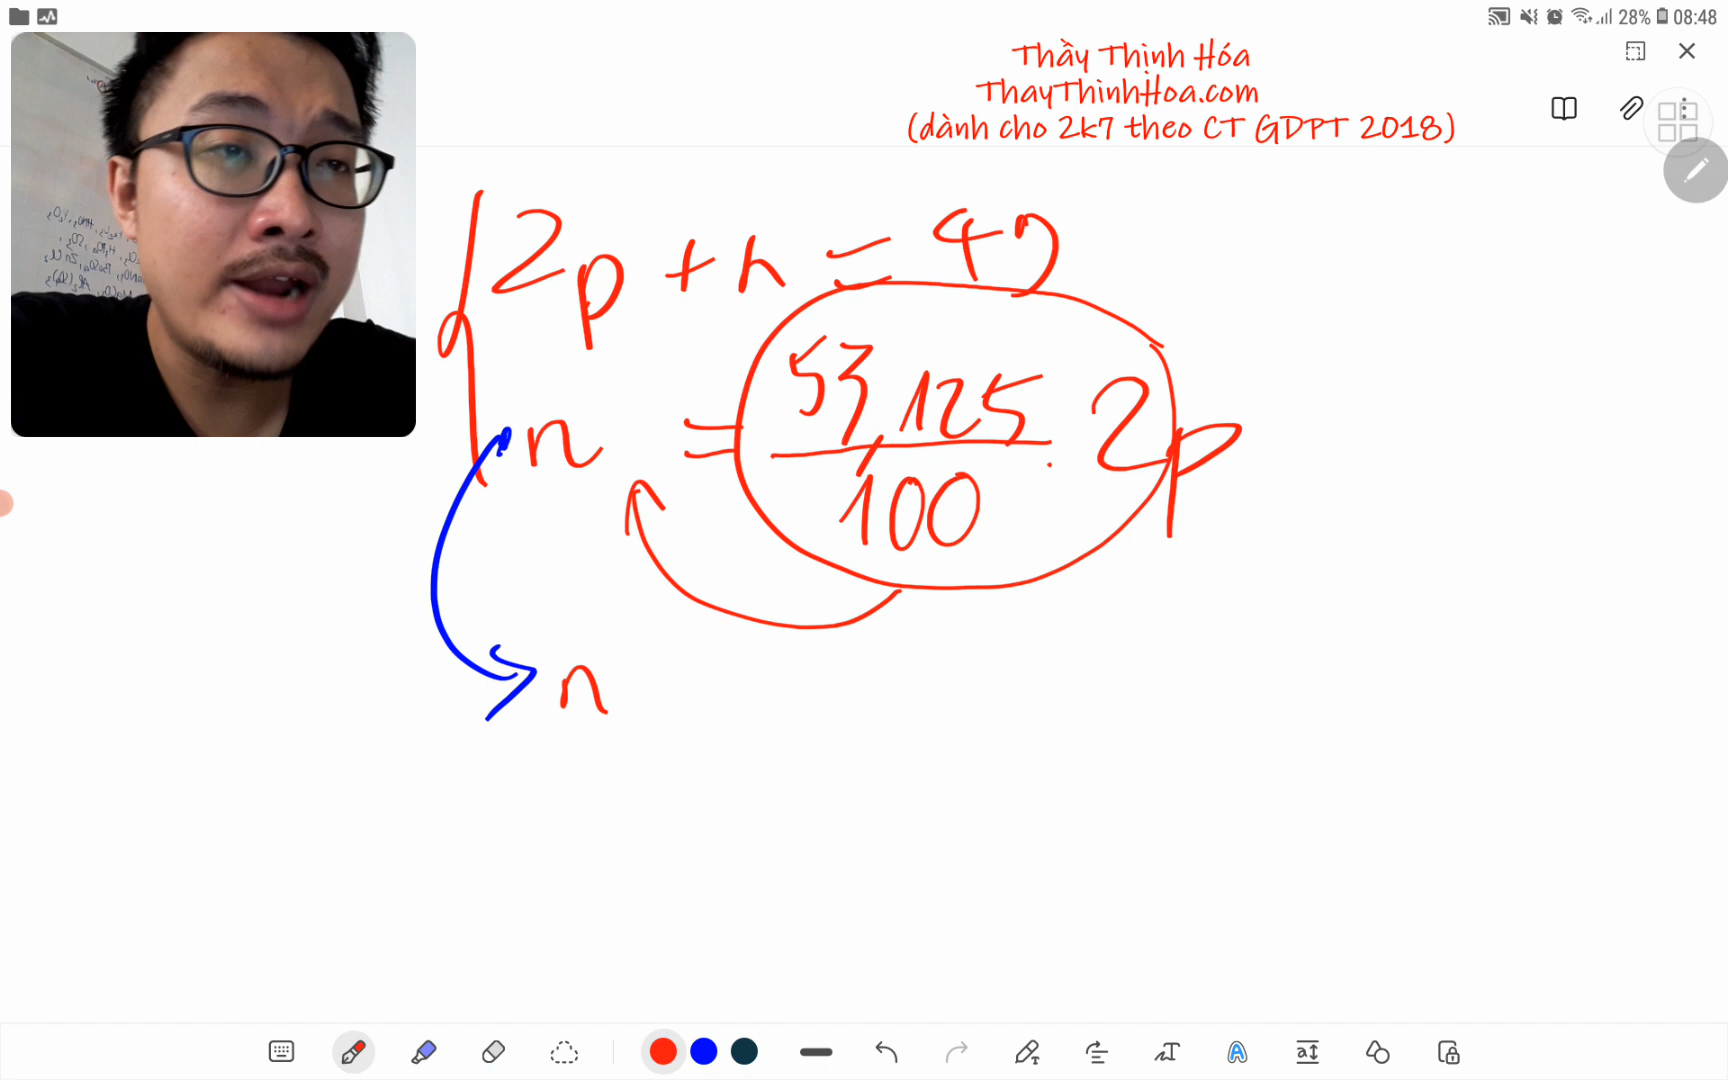 28% 08:48
Thầy Thịnh Hóa
ThayThinhHoa.com
(dành cho 2k7 theo CT GDPT 2018)
2p + n = 49
n = 53,125/100 . 2p
n